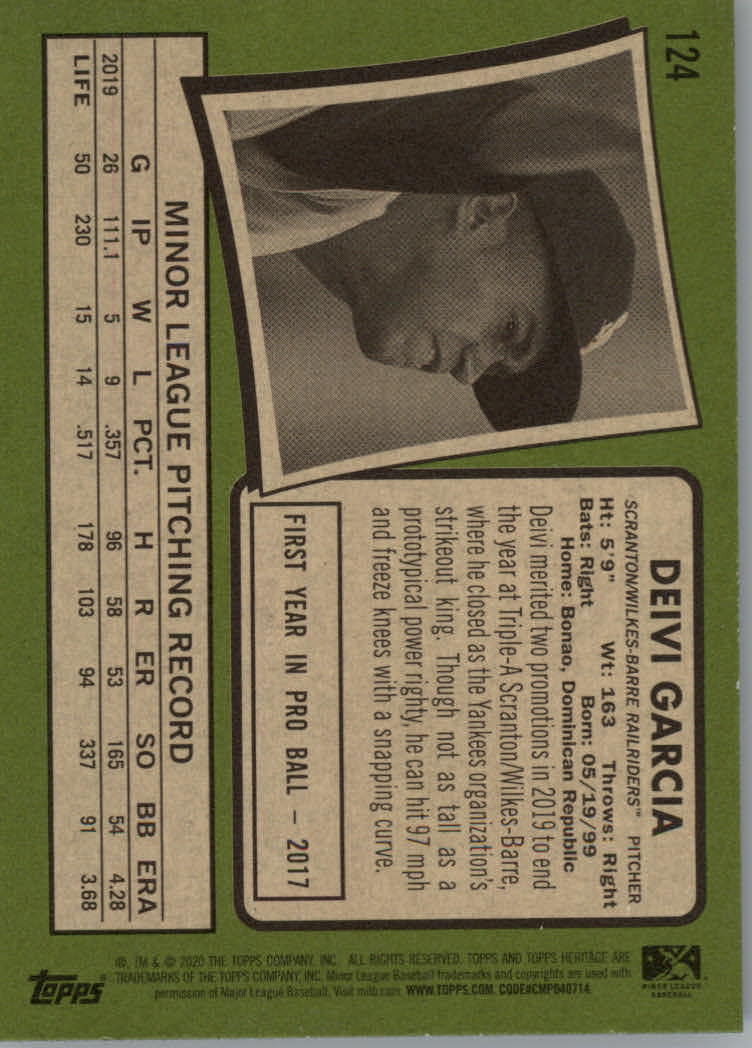 124
DEIVI GARCIA
SCRANTON/WILKES-BARRE RAILRIDERS™ PITCHER
Ht: 5'9" Wt: 163 Throws: Right
Bats: Right Born: 05/19/99
Home: Bonao, Dominican Republic
Deivi merited two promotions in 2019 to end
the year at Triple-A Scranton/Wilkes-Barre,
where he closed as the Yankees organization's
strikeout king. Though not as tall as a
prototypical power righty, he can hit 97 mph
and freeze knees with a snapping curve.
FIRST YEAR IN PRO BALL – 2017
MINOR LEAGUE PITCHING RECORD
G IP W L PCT. H R ER SO BB ERA
2019 26 111.1 5 9 .357 96 58 53 165 54 4.28
LIFE 50 230 15 14 .517 178 103 94 337 91 3.68
MINOR LEAGUE
BASEBALL
®, TM & © 2020 THE TOPPS COMPANY, INC. ALL RIGHTS RESERVED. TOPPS AND TOPPS HERITAGE ARE
TRADEMARKS OF THE TOPPS COMPANY, INC. Minor League Baseball trademarks and copyrights are used with
permission of Major League Baseball. Visit milb.com. WWW.TOPPS.COM. CODE#CMP040714.
topps®